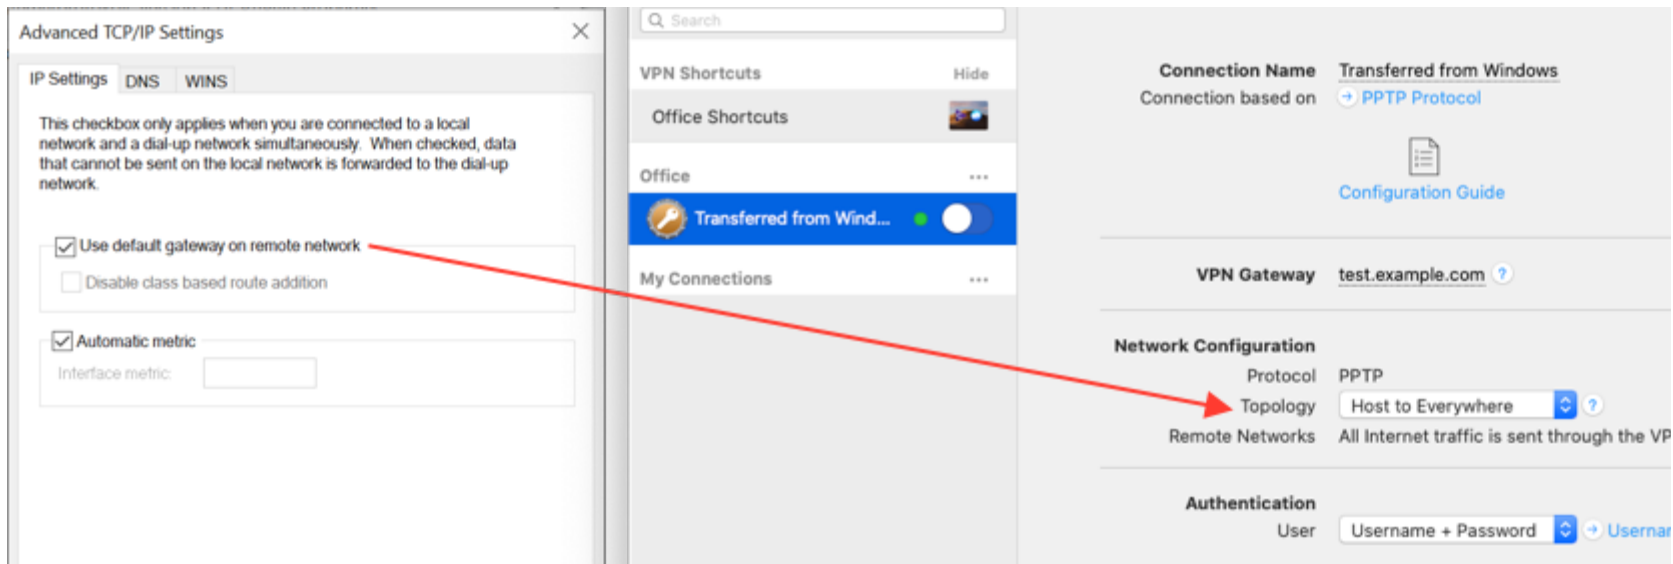 Advanced TCP/IP Settings
IP Settings
DNS
WINS
This checkbox only applies when you are connected to a local
network and a dial-up network simultaneously. When checked, data
that cannot be sent on the local network is forwarded to the dial-up
network.
Use default gateway on remote network
Disable class based route addition
Automatic metric
Interface metric:
Search
VPN Shortcuts
Hide
Office Shortcuts
Office
Transferred from Wind...
My Connections
Connection Name Transferred from Windows
Connection based on PPTP Protocol
Configuration Guide
VPN Gateway test.example.com ?
Network Configuration
Protocol PPTP
Topology Host to Everywhere ?
Remote Networks All Internet traffic is sent through the VP
Authentication
User Username + Password Usernar